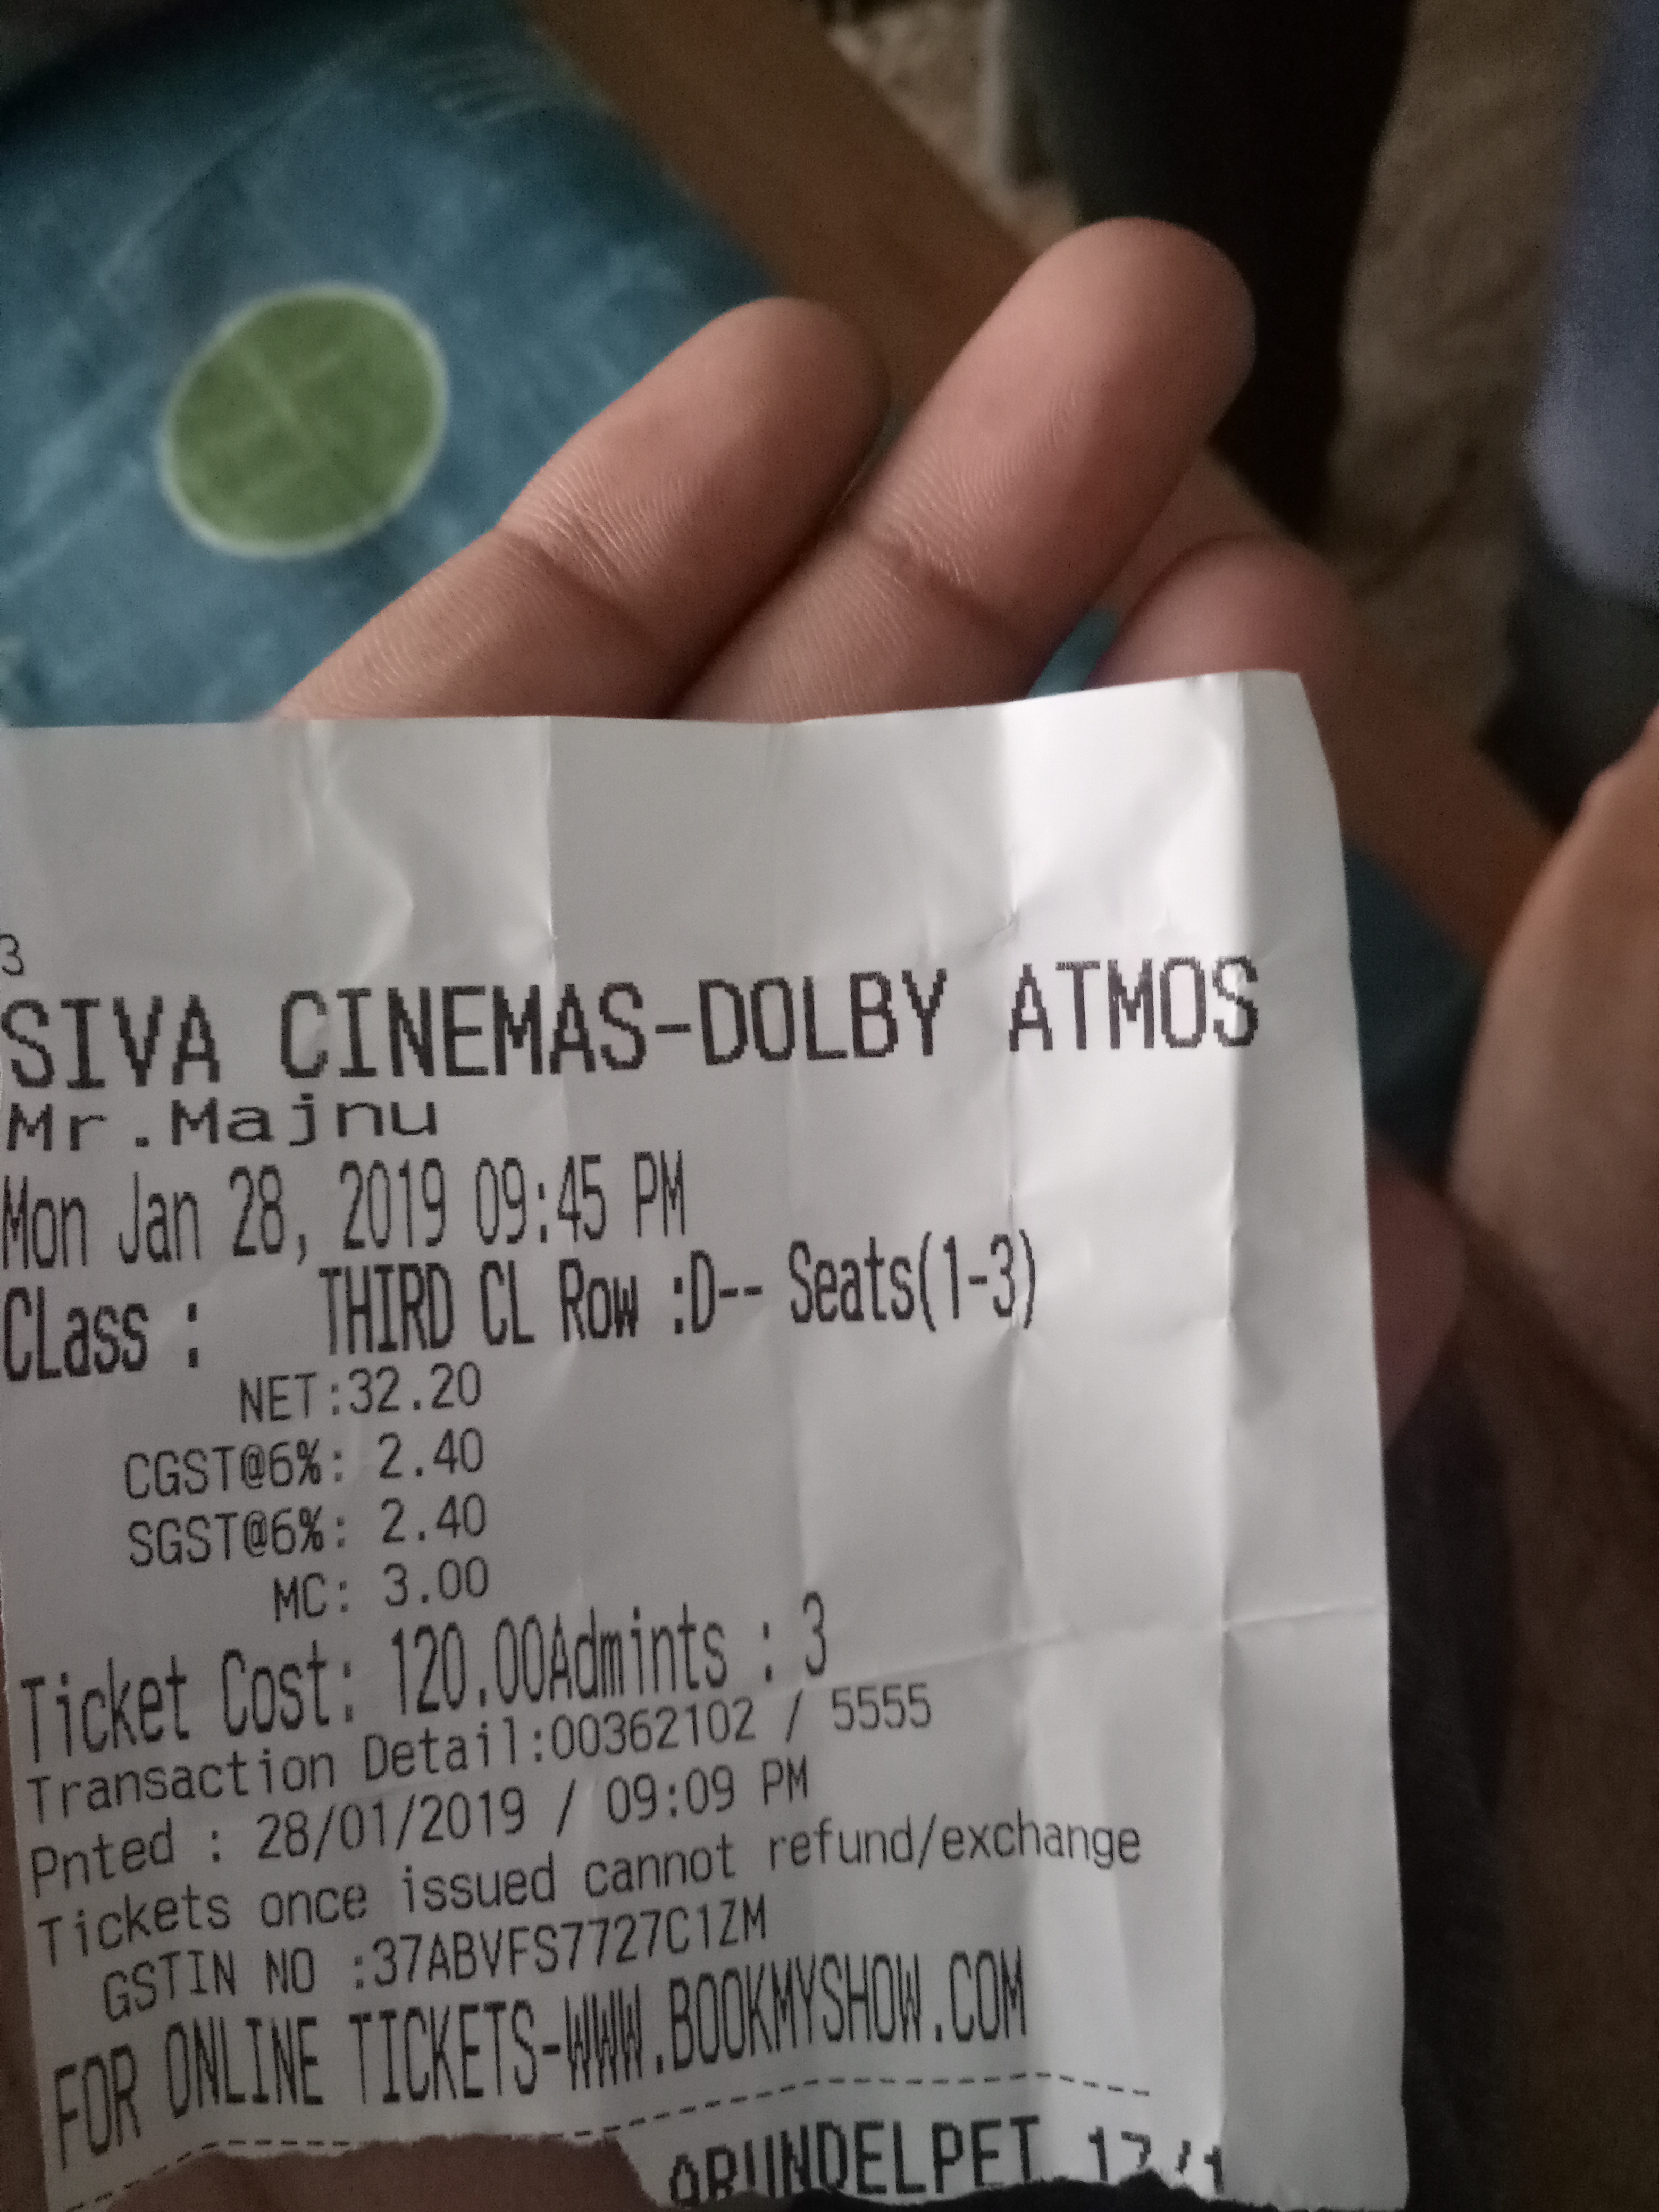 3
SIVA CINEMAS-DOLBY ATMOS
Mr.Majnu
Mon Jan 28, 2019 09:45 PM
CLass : THIRD CL Row :D-- Seats(1-3)
NET:32.20
CGST@6%: 2.40
SGST@6%: 2.40
MC: 3.00
Ticket Cost: 120.00Admints : 3
Transaction Detail:00362102 / 5555
Pnted : 28/01/2019 / 09:09 PM
Tickets once issued cannot refund/exchange
GSTIN NO :37ABVFS7727C1ZM
FOR ONLINE TICKETS-WWW.BOOKMYSHOW.COM
ARUNDELPET